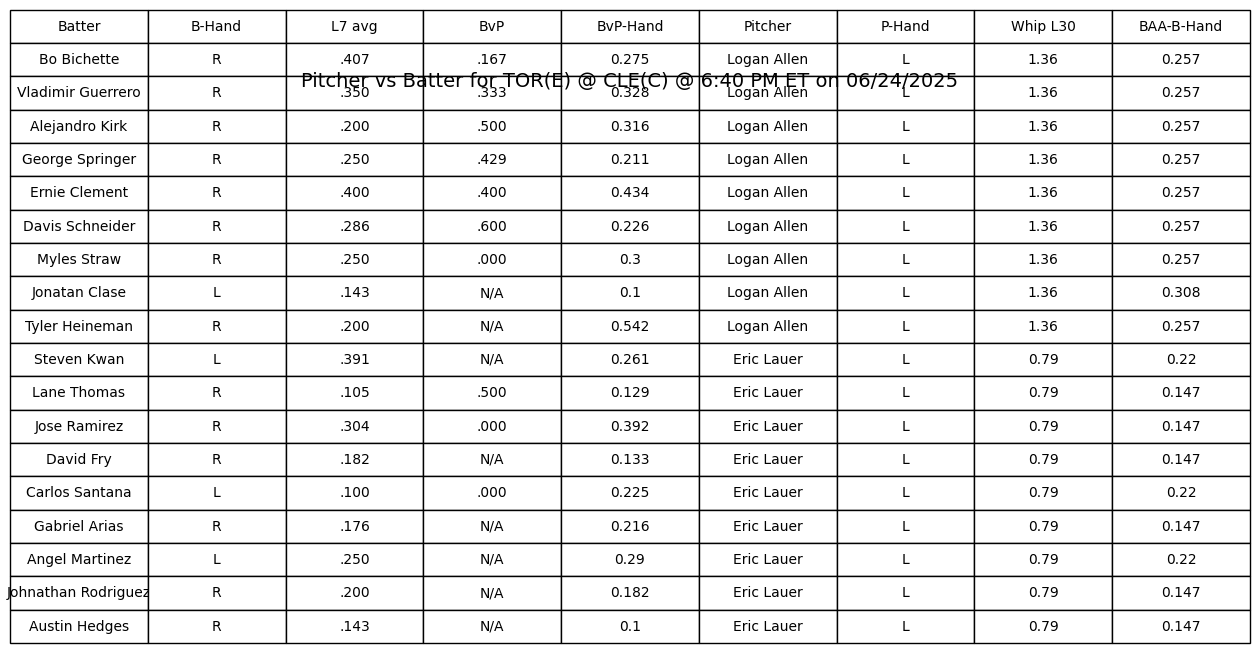 Batter B-Hand L7 avg BvP BvP-Hand Pitcher P-Hand Whip L30 BAA-B-Hand
Bo Bichette R .407 .167 0.275 Logan Allen L 1.36 0.257
Pitcher vs Batter for TOR(E) @ CLE(C) @ 6:40 PM ET on 06/24/2025
Vladimir Guerrero R .350 .333 0.328 Logan Allen L 1.36 0.257
Alejandro Kirk R .200 .500 0.316 Logan Allen L 1.36 0.257
George Springer R .250 .429 0.211 Logan Allen L 1.36 0.257
Ernie Clement R .400 .400 0.434 Logan Allen L 1.36 0.257
Davis Schneider R .286 .600 0.226 Logan Allen L 1.36 0.257
Myles Straw R .250 .000 0.3 Logan Allen L 1.36 0.257
Jonatan Clase L .143 N/A 0.1 Logan Allen L 1.36 0.308
Tyler Heineman R .200 N/A 0.542 Logan Allen L 1.36 0.257
Steven Kwan L .391 N/A 0.261 Eric Lauer L 0.79 0.22
Lane Thomas R .105 .500 0.129 Eric Lauer L 0.79 0.147
Jose Ramirez R .304 .000 0.392 Eric Lauer L 0.79 0.147
David Fry R .182 N/A 0.133 Eric Lauer L 0.79 0.147
Carlos Santana L .100 .000 0.225 Eric Lauer L 0.79 0.22
Gabriel Arias R .176 N/A 0.216 Eric Lauer L 0.79 0.147
Angel Martinez L .250 N/A 0.29 Eric Lauer L 0.79 0.22
Johnathan Rodriguez R .200 N/A 0.182 Eric Lauer L 0.79 0.147
Austin Hedges R .143 N/A 0.1 Eric Lauer L 0.79 0.147